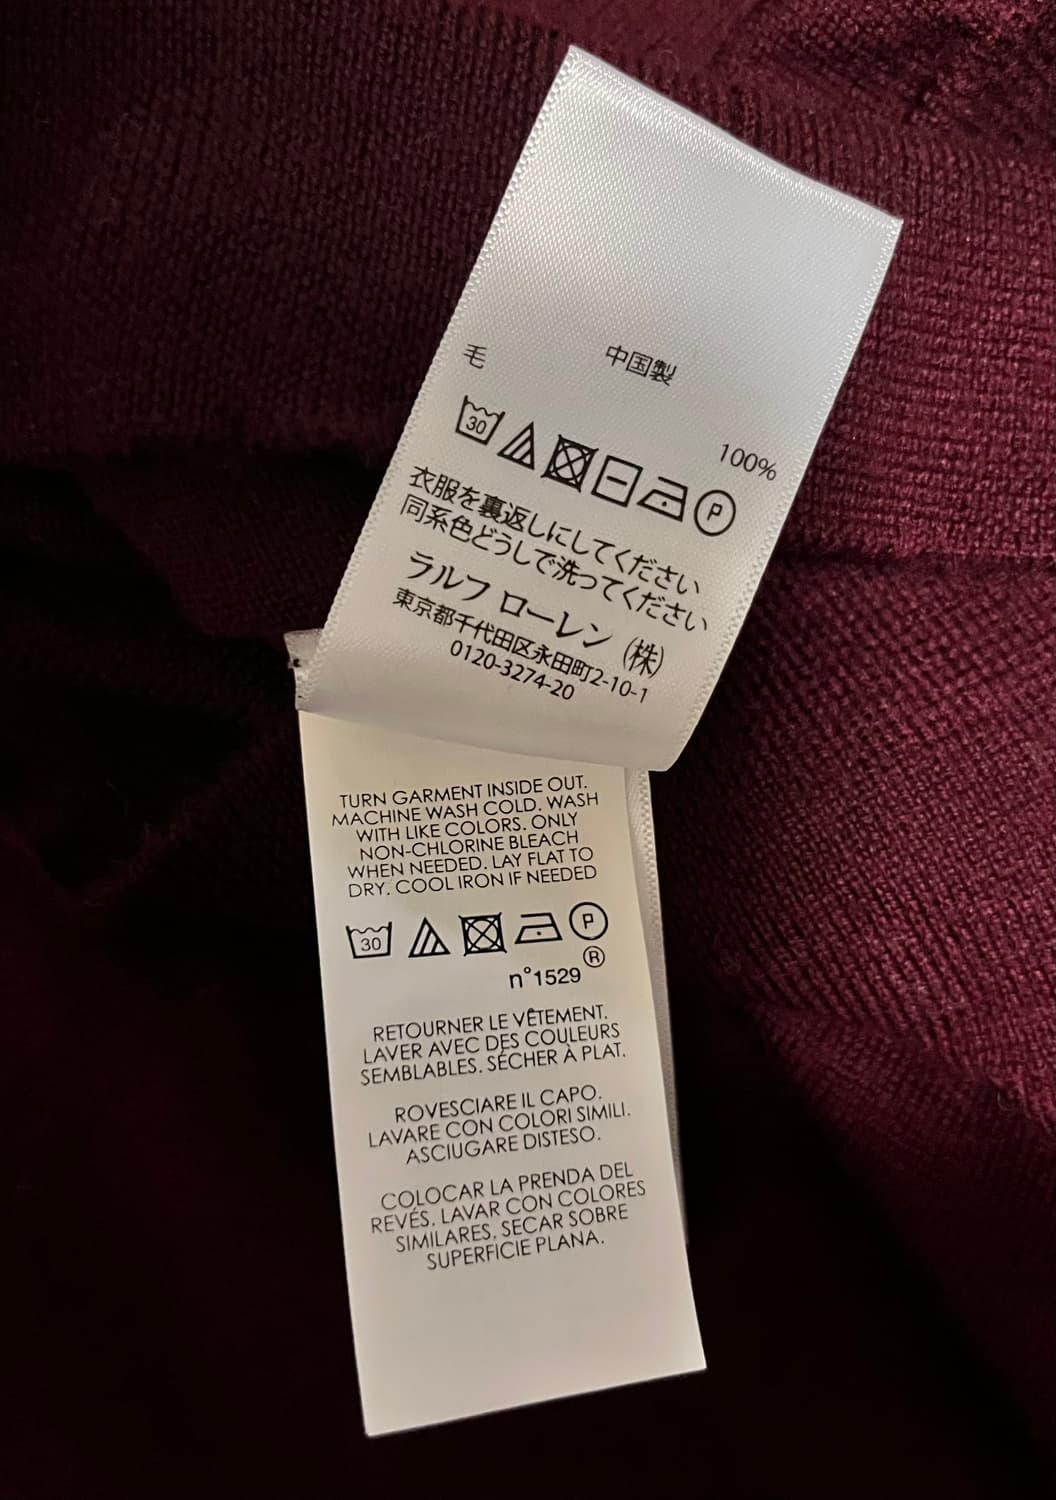 毛 中国製 100%
30 P
衣服を裏返しにしてください
同系色どうしで洗ってください
ラルフ ローレン (株)
東京都千代田区永田町2-10-1
0120-3274-20
TURN GARMENT INSIDE OUT.
MACHINE WASH COLD. WASH
WITH LIKE COLORS. ONLY
NON-CHLORINE BLEACH
WHEN NEEDED. LAY FLAT TO
DRY. COOL IRON IF NEEDED
30 P
n°1529 ®
RETOURNER LE VÊTEMENT.
LAVER AVEC DES COULEURS
SEMBLABLES. SÉCHER À PLAT.
ROVESCIARE IL CAPO.
LAVARE CON COLORI SIMILI.
ASCIUGARE DISTESO.
COLOCAR LA PRENDA DEL
REVÉS. LAVAR CON COLORES
SIMILARES. SECAR SOBRE
SUPERFICIE PLANA.